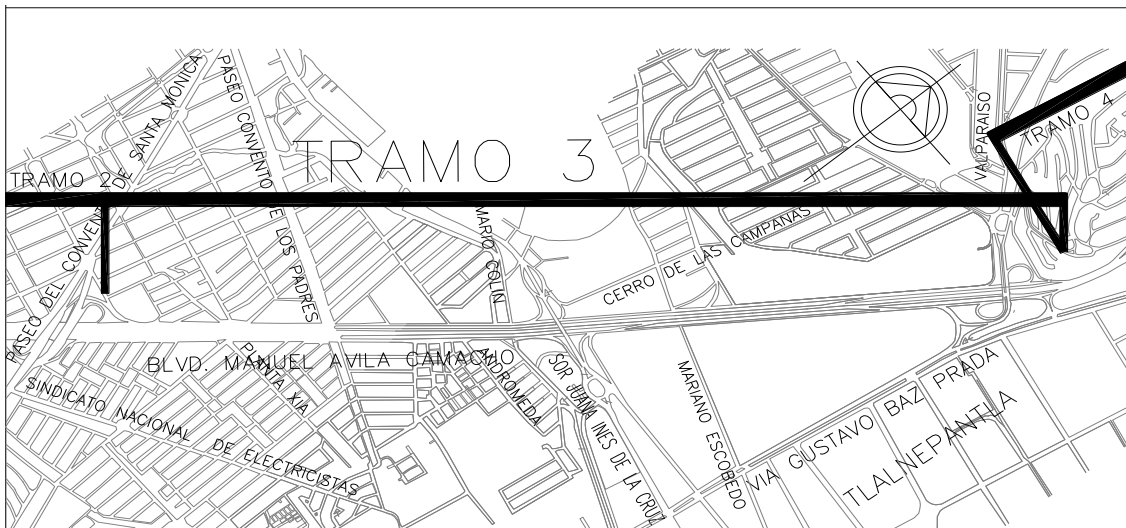 TRAMO 3
TRAMO 2
TRAMO 4
PASEO DEL CONVENTO DE SANTA MONICA
PASEO CONVENTO DE LOS PADRES
MARIO COLIN
CERRO DE LAS CAMPANAS
VALPARAISO
BLVD. MANUEL AVILA CAMACHO
PLANTA XIA
ANDROMEDA
SOR JUANA INES DE LA CRUZ
MARIANO ESCOBEDO
VIA GUSTAVO BAZ PRADA
TLALNEPANTLA
SINDICATO NACIONAL DE ELECTRICISTAS